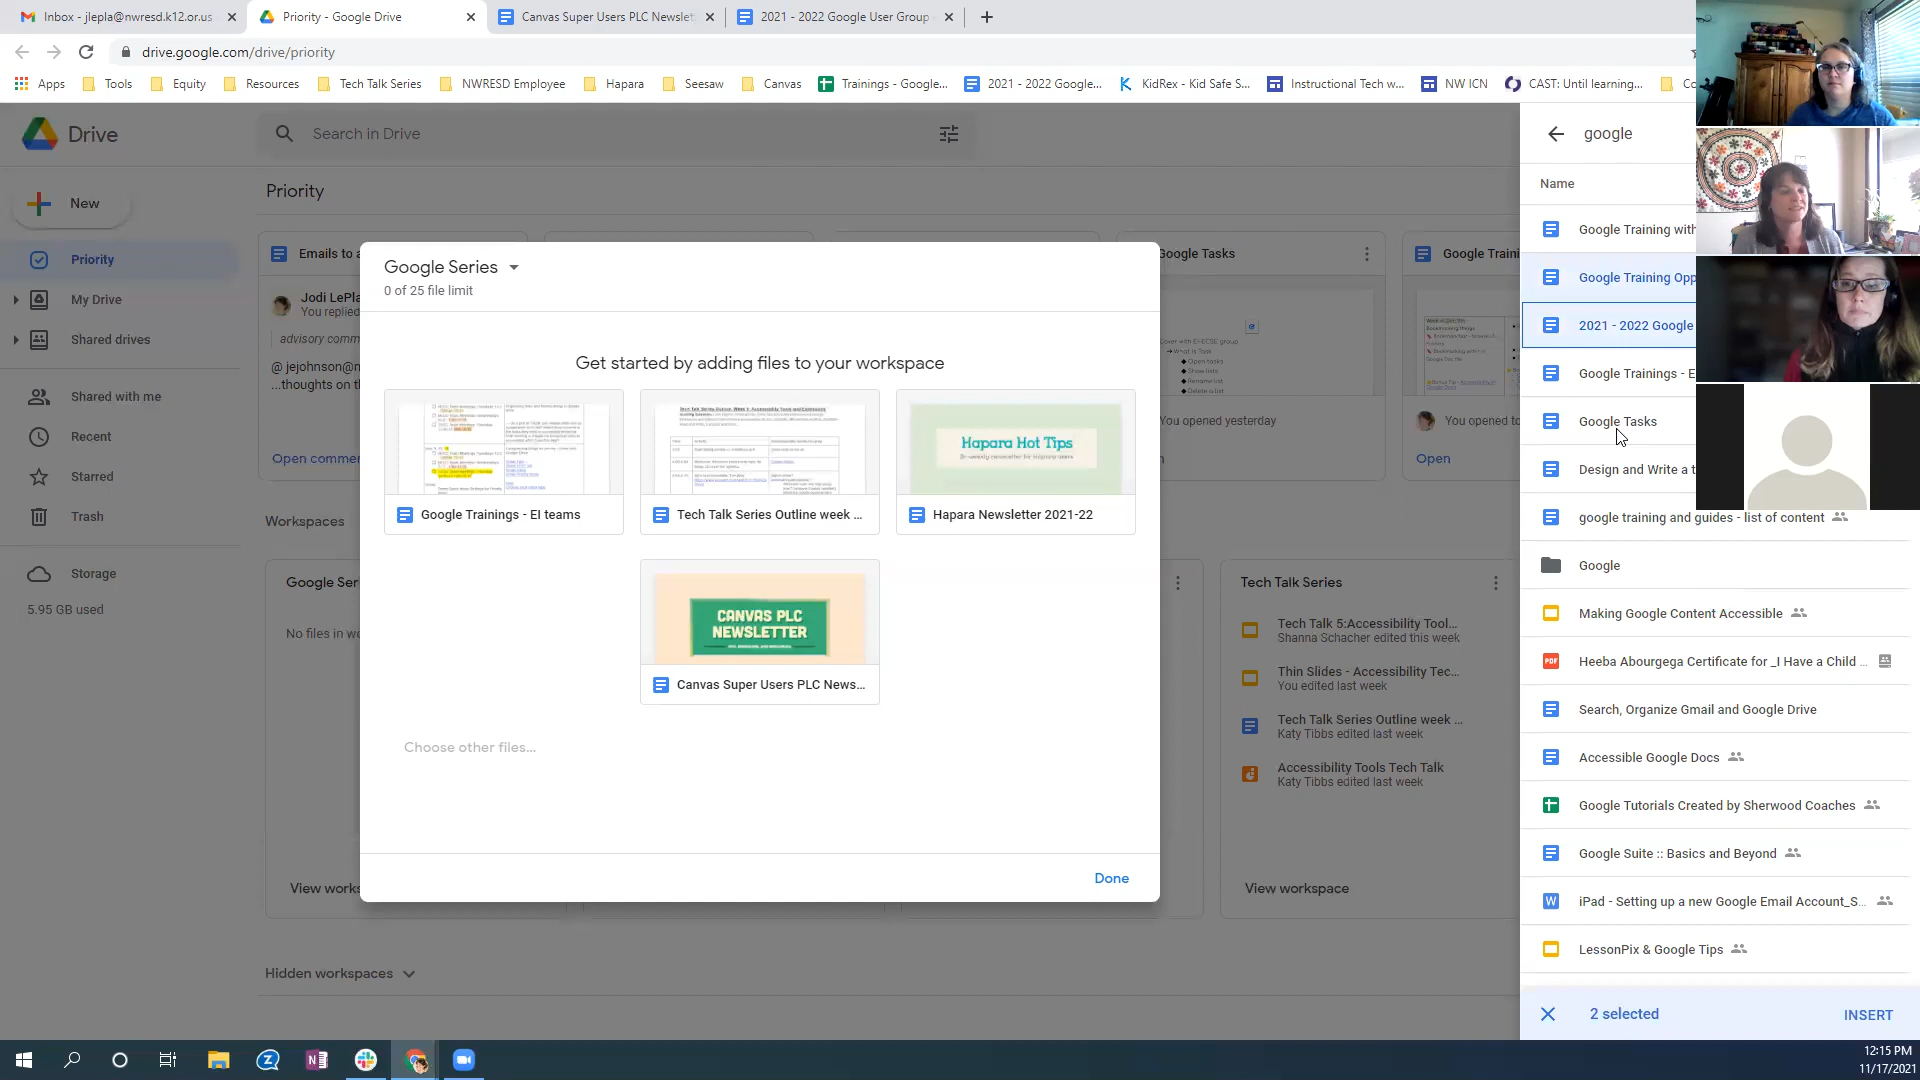 Inbox - jlepla@nwresd.k12.or.us
Priority - Google Drive
Canvas Super Users PLC Newslet
2021 - 2022 Google User Group
drive.google.com/drive/priority
Apps
Tools
Equity
Resources
Tech Talk Series
NWRESD Employee
Hapara
Seesaw
Canvas
Trainings - Google...
2021 - 2022 Google...
KidRex - Kid Safe S...
Instructional Tech w...
NW ICN
CAST: Until learning...
Drive
Search in Drive
New
Priority
My Drive
Shared drives
Shared with me
Recent
Starred
Trash
Storage
5.95 GB used
Priority
Emails to a
Jodi LePla
You replied
advisory comm
@ jejohnson@n
...thoughts on th
Open commer
Google Tasks
You opened yesterday
Google Traini
You opened to
Open
Workspaces
Google Ser
No files in wo
View works
Tech Talk Series
Tech Talk 5:Accessibility Tool...
Shanna Schacher edited this week
Thin Slides - Accessibility Tec...
You edited last week
Tech Talk Series Outline week ...
Katy Tibbs edited last week
Accessibility Tools Tech Talk
Katy Tibbs edited last week
View workspace
Hidden workspaces
Google Series
0 of 25 file limit
Get started by adding files to your workspace
Google Trainings - EI teams
Tech Talk Series Outline week ...
Hapara Hot Tips
Hapara Newsletter 2021-22
CANVAS PLC
NEWSLETTER
Canvas Super Users PLC News...
Choose other files...
Done
google
Name
Google Training with
Google Training Opp
2021 - 2022 Google
Google Trainings - E
Google Tasks
Design and Write a t
google training and guides - list of content
Google
Making Google Content Accessible
Heeba Abourgega Certificate for _I Have a Child ...
Search, Organize Gmail and Google Drive
Accessible Google Docs
Google Tutorials Created by Sherwood Coaches
Google Suite :: Basics and Beyond
iPad - Setting up a new Google Email Account_S...
LessonPix & Google Tips
2 selected
INSERT
12:15 PM
11/17/2021